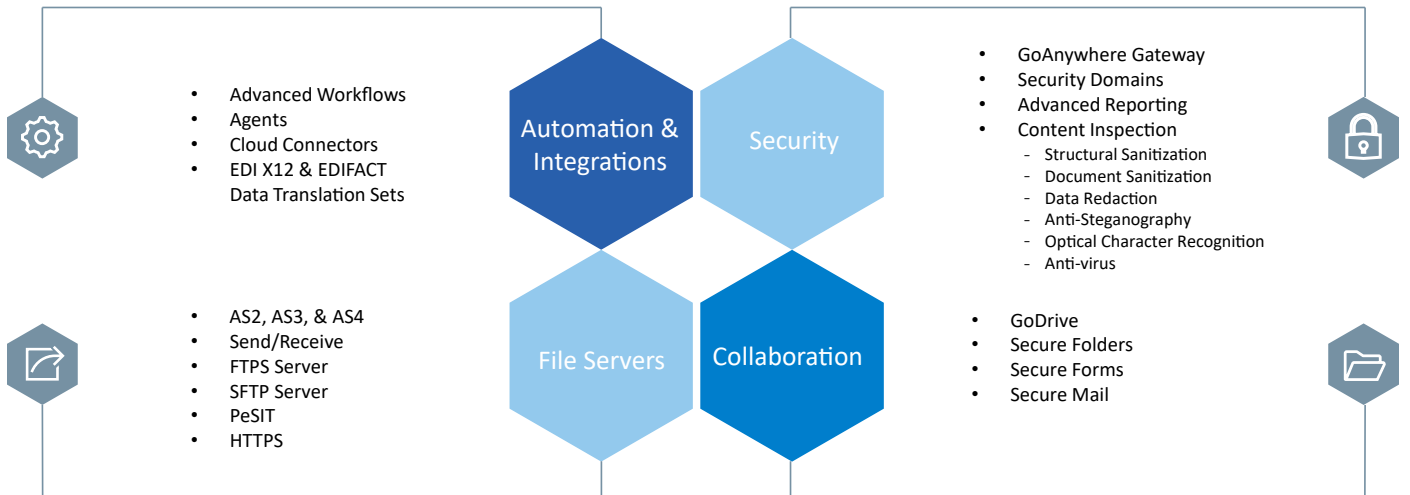 Automation &
Integrations
• Advanced Workflows
• Agents
• Cloud Connectors
• EDI X12 & EDIFACT
Data Translation Sets
Security
• GoAnywhere Gateway
• Security Domains
• Advanced Reporting
• Content Inspection
- Structural Sanitization
- Document Sanitization
- Data Redaction
- Anti-Steganography
- Optical Character Recognition
- Anti-virus
File Servers
• AS2, AS3, & AS4
• Send/Receive
• FTPS Server
• SFTP Server
• PeSIT
• HTTPS
Collaboration
• GoDrive
• Secure Folders
• Secure Forms
• Secure Mail